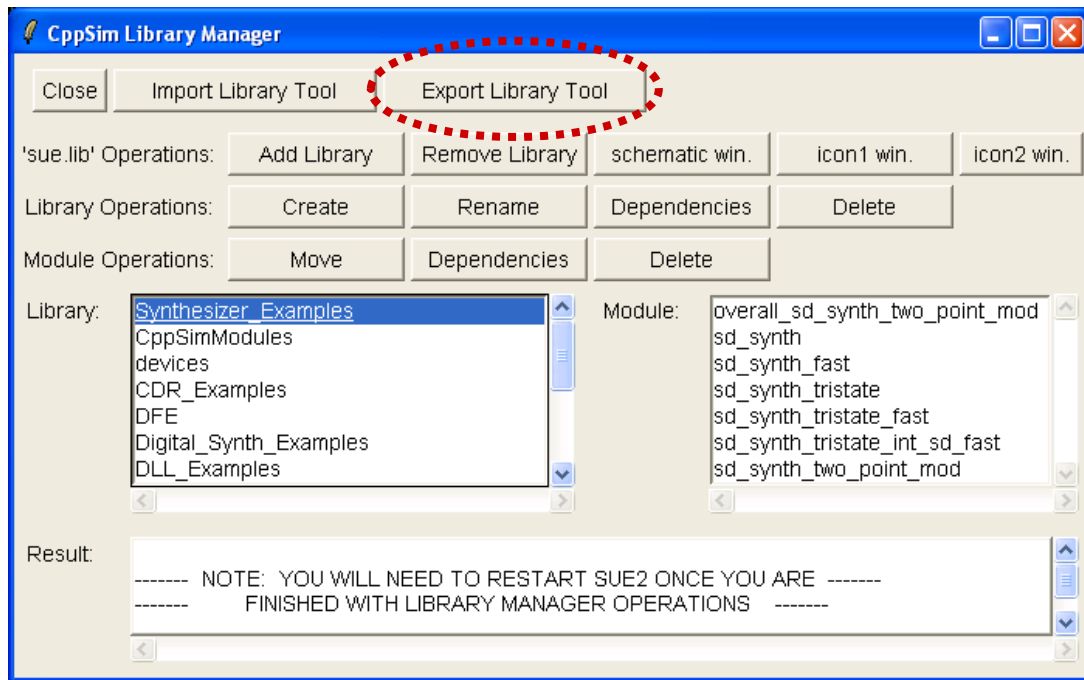 CppSim Library Manager
Close Import Library Tool Export Library Tool
'sue.lib' Operations: Add Library Remove Library schematic win. icon1 win. icon2 win.
Library Operations: Create Rename Dependencies Delete
Module Operations: Move Dependencies Delete
Library:
Synthesizer_Examples
CppSimModules
devices
CDR_Examples
DFE
Digital_Synth_Examples
DLL_Examples
Module:
overall_sd_synth_two_point_mod
sd_synth
sd_synth_fast
sd_synth_tristate
sd_synth_tristate_fast
sd_synth_tristate_int_sd_fast
sd_synth_two_point_mod
Result:
------- NOTE: YOU WILL NEED TO RESTART SUE2 ONCE YOU ARE -------
------- FINISHED WITH LIBRARY MANAGER OPERATIONS -------